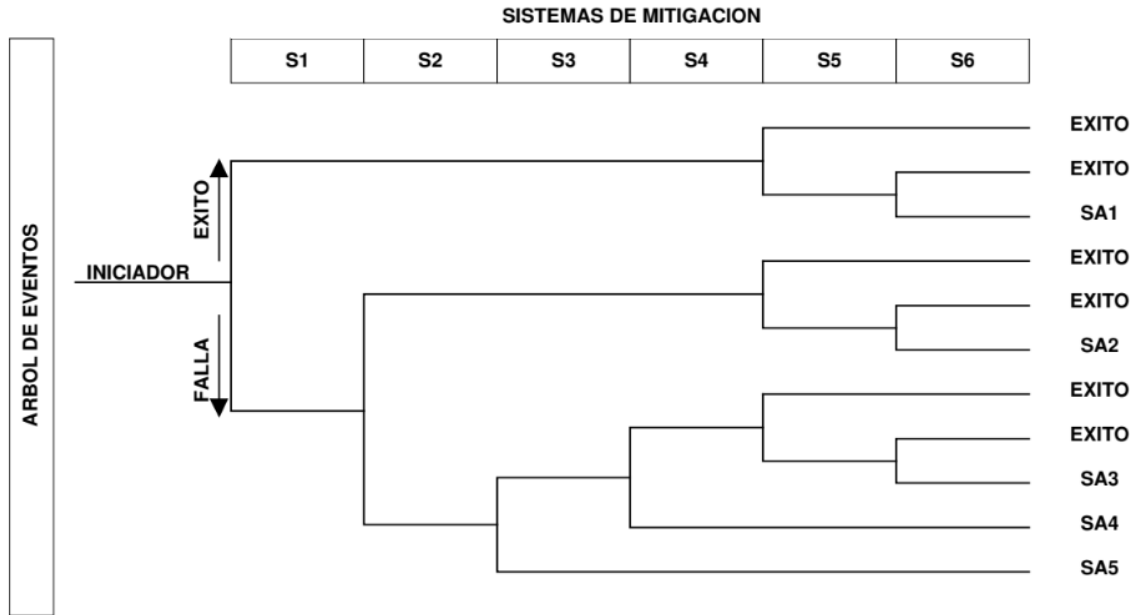 SISTEMAS DE MITIGACION
S1 S2 S3 S4 S5 S6
ARBOL DE EVENTOS
INICIADOR
EXITO
FALLA
EXITO
EXITO
SA1
EXITO
EXITO
SA2
EXITO
EXITO
SA3
SA4
SA5